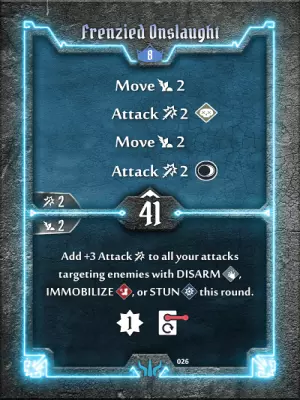 Frenzied Onslaught
8
Move 2
Attack 2
Move 2
Attack 2
2
41
2
Add +3 Attack to all your attacks
targeting enemies with DISARM ,
IMMOBILIZE , or STUN this round.
1
026